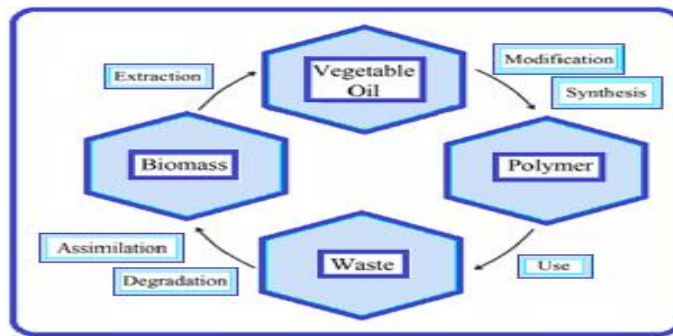 Extraction
Vegetable
Oil
Modification
Synthesis
Biomass
Polymer
Assimilation
Degradation
Waste
Use